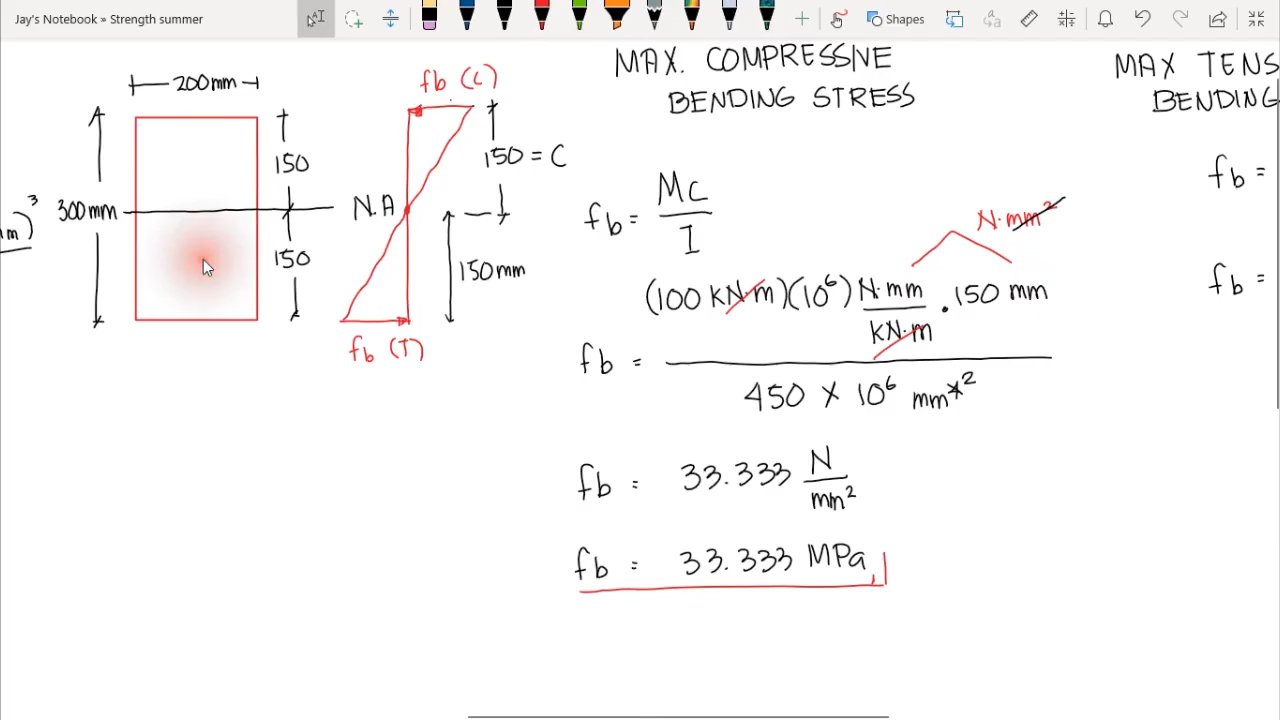 Jay's Notebook » Strength summer
Shapes
200mm
fb (C)
MAX. COMPRESSIVE
BENDING STRESS
MAX TENS
BENDING
150
150 = C
m)³
300mm
N.A
150
150mm
fb (T)
fb = Mc / I
N·mm²
(100 kN·m)(10⁶) N·mm / kN·m · 150 mm
fb =
450 × 10⁶ mm⁴ ²
fb = 33.333 N / mm²
fb = 33.333 MPa
fb =
fb =